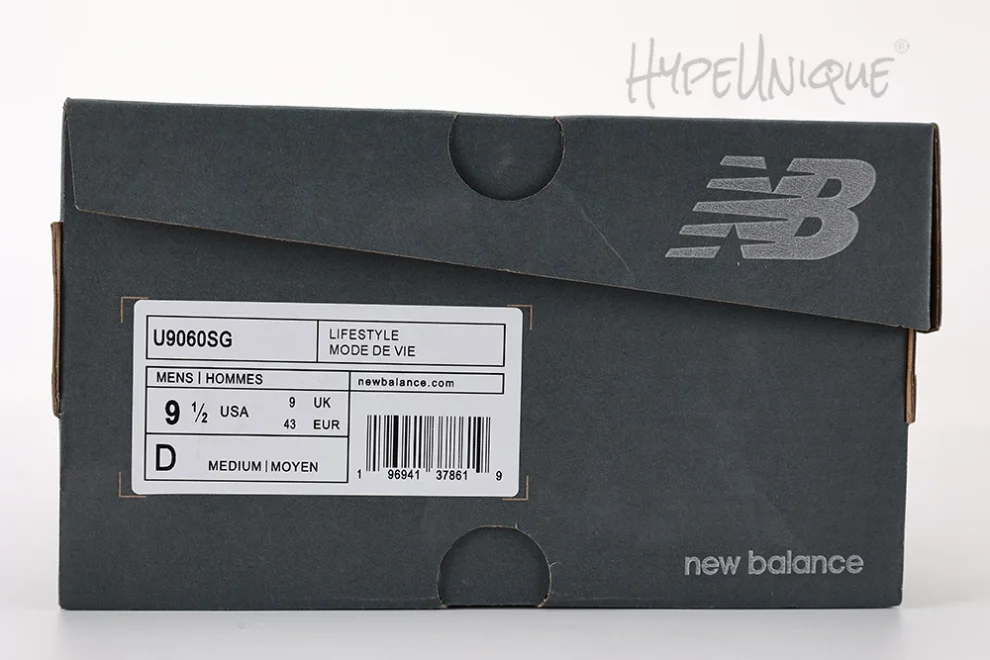 HYPEUNIQUE®
NB
U9060SG
LIFESTYLE
MODE DE VIE
MENS | HOMMES
newbalance.com
9 ½ USA
9 UK
43 EUR
D
MEDIUM | MOYEN
1 96941 37861 9
new balance